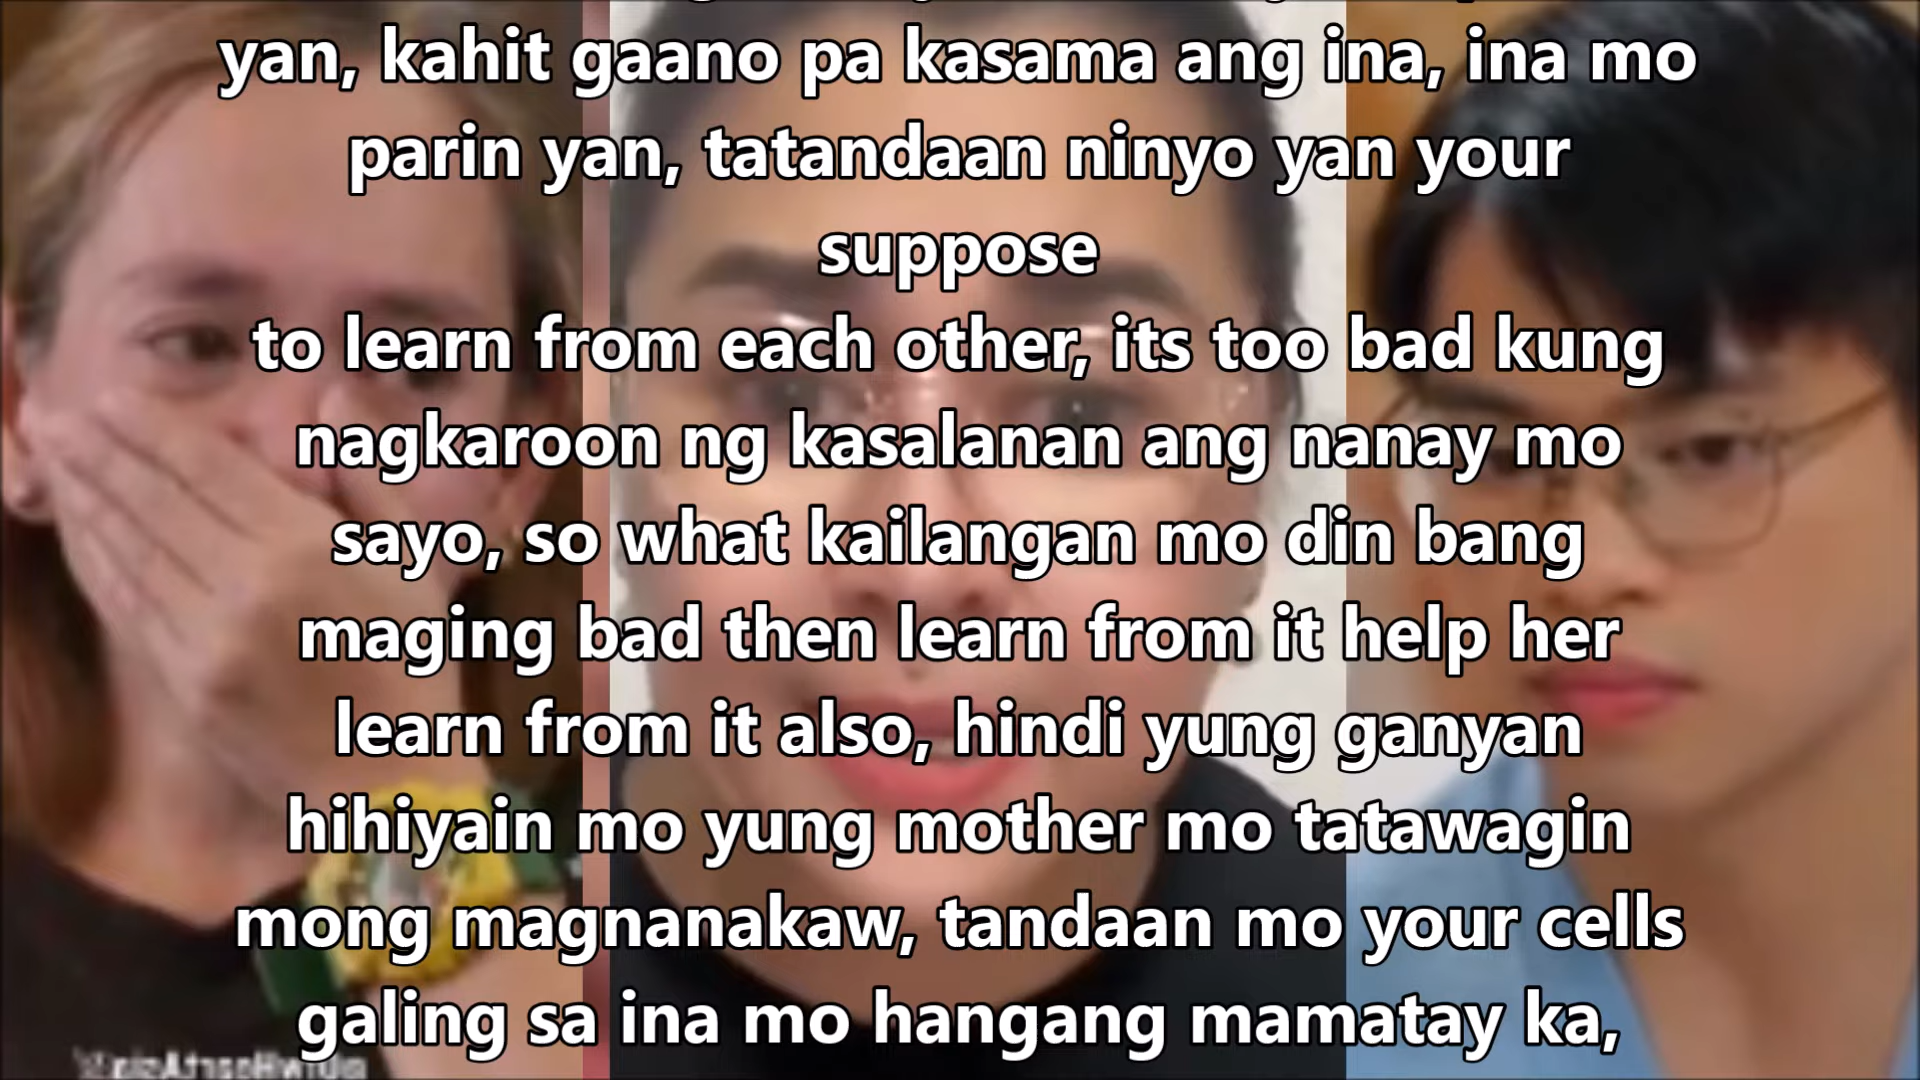 yan, kahit gaano pa kasama ang ina, ina mo
parin yan, tatandaan ninyo yan your
suppose
to learn from each other, its too bad kung
nagkaroon ng kasalanan ang nanay mo
sayo, so what kailangan mo din bang
maging bad then learn from it help her
learn from it also, hindi yung ganyan
hihiyain mo yung mother mo tatawagin
mong magnanakaw, tandaan mo your cells
galing sa ina mo hangang mamatay ka,